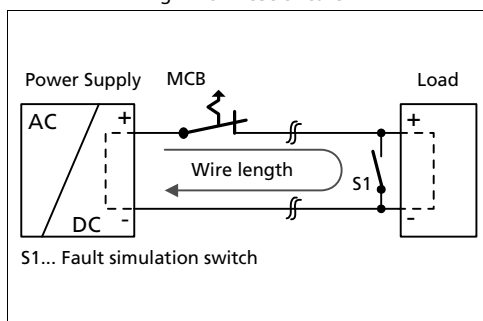 Power Supply MCB Load
AC + +
Wire length
S1
DC - -
S1... Fault simulation switch